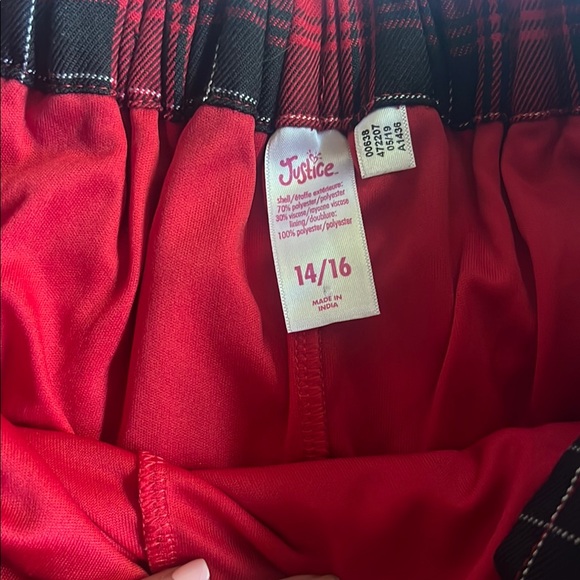 Justice
shell/étoffe extérieure:
70% polyester/polyester
30% viscose/rayonne viscose
lining/doublure:
100% polyester/polyester
14/16
MADE IN
INDIA
00638
472207
05/19
A1436